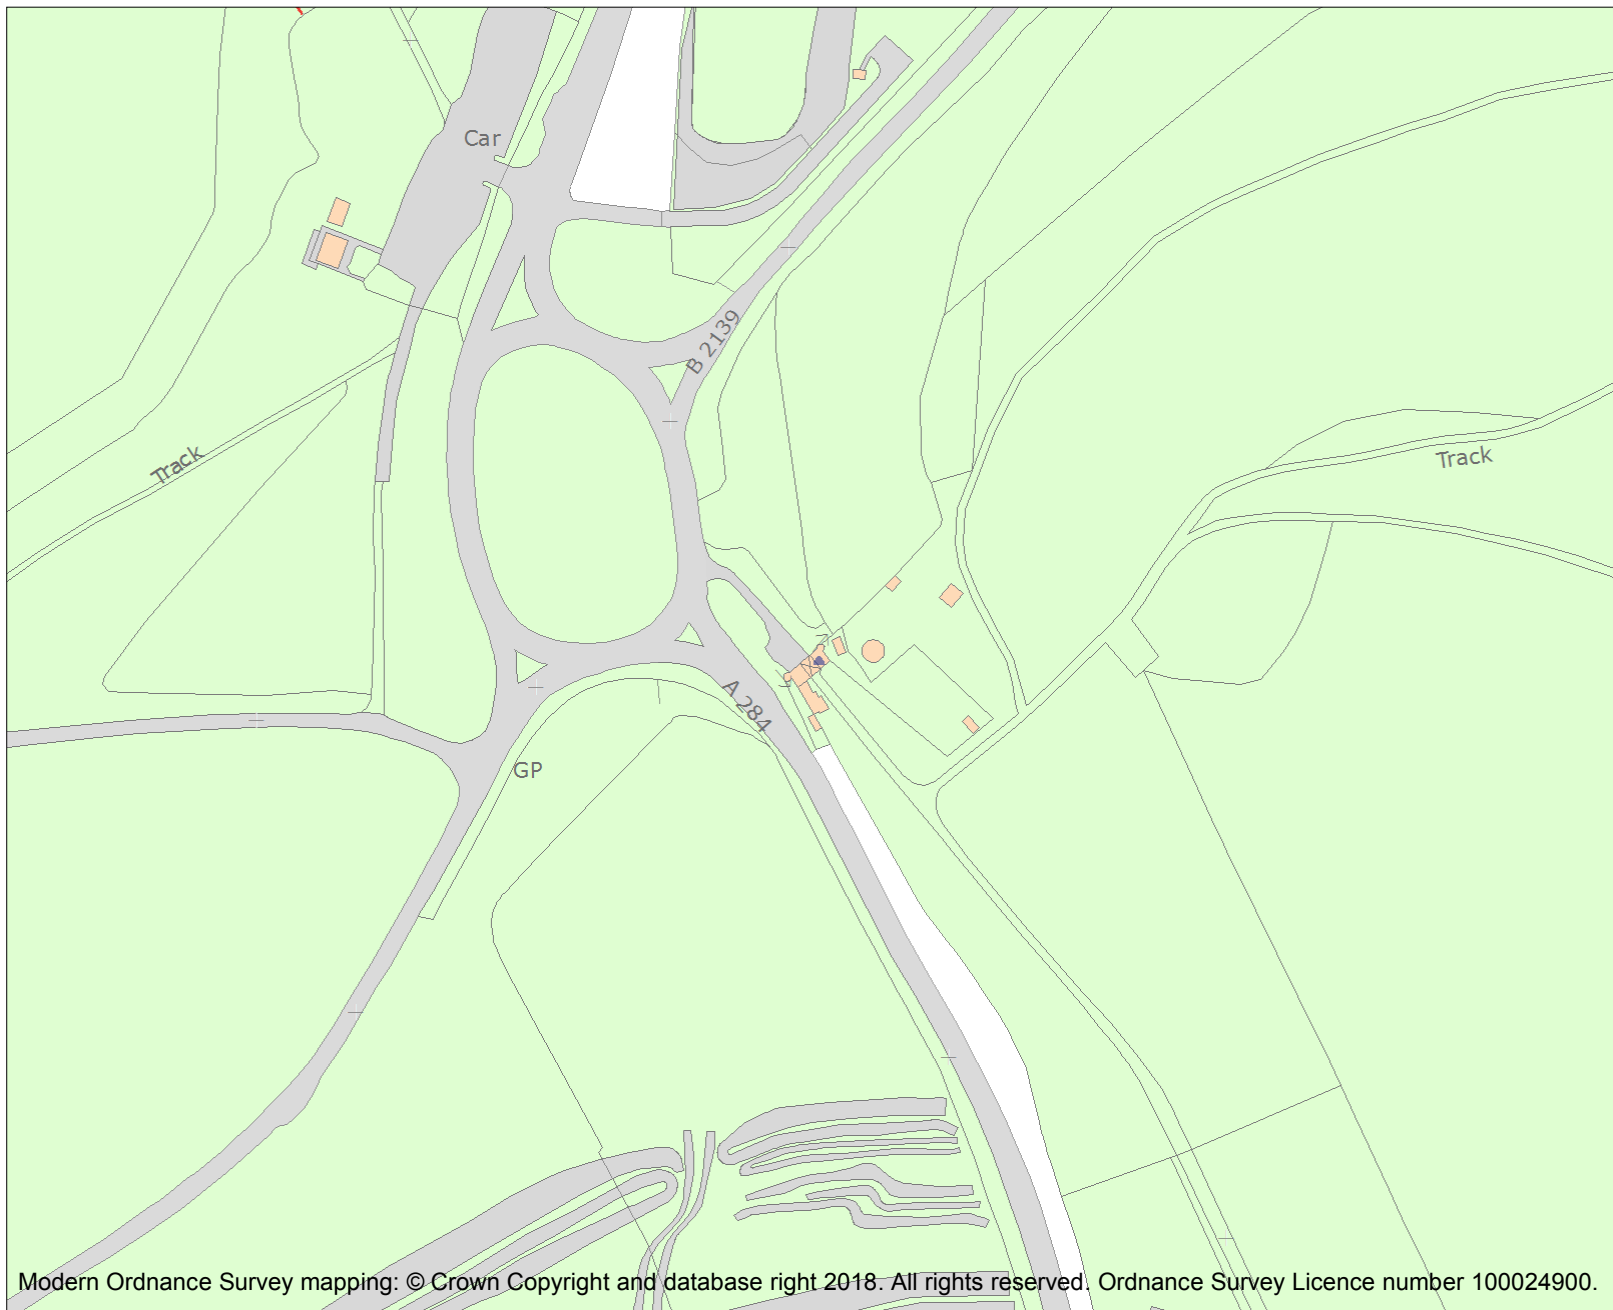 Car
B 2139
Track
Track
A 284
GP
Modern Ordnance Survey mapping: © Crown Copyright and database right 2018. All rights reserved. Ordnance Survey Licence number 100024900.